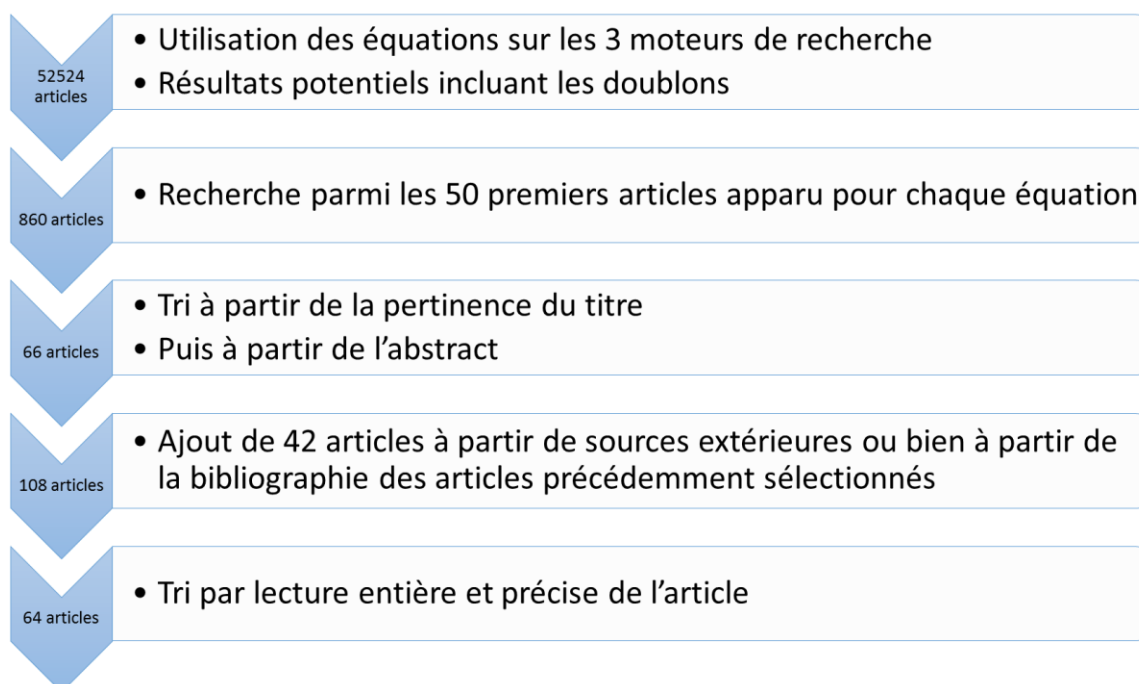 52524
articles
• Utilisation des équations sur les 3 moteurs de recherche
• Résultats potentiels incluant les doublons
860 articles
• Recherche parmi les 50 premiers articles apparu pour chaque équation
66 articles
• Tri à partir de la pertinence du titre
• Puis à partir de l’abstract
108 articles
• Ajout de 42 articles à partir de sources extérieures ou bien à partir de
la bibliographie des articles précédemment sélectionnés
64 articles
• Tri par lecture entière et précise de l’article